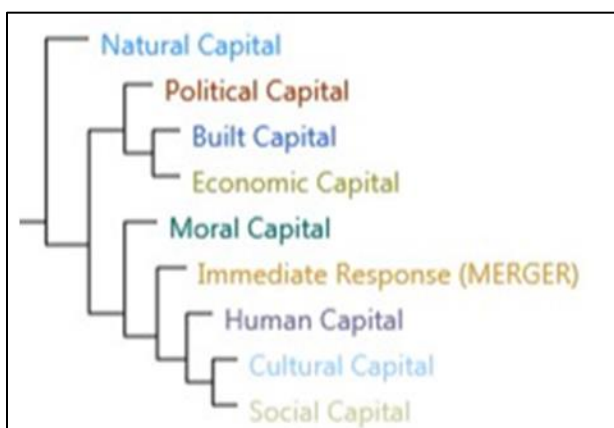 Natural Capital
Political Capital
Built Capital
Economic Capital
Moral Capital
Immediate Response (MERGER)
Human Capital
Cultural Capital
Social Capital